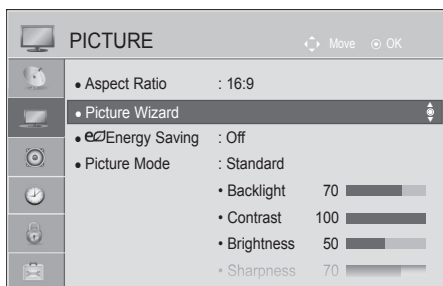 PICTURE
Move OK
• Aspect Ratio : 16:9
• Picture Wizard
• Energy Saving : Off
• Picture Mode : Standard
• Backlight 70
• Contrast 100
• Brightness 50
• Sharpness 70